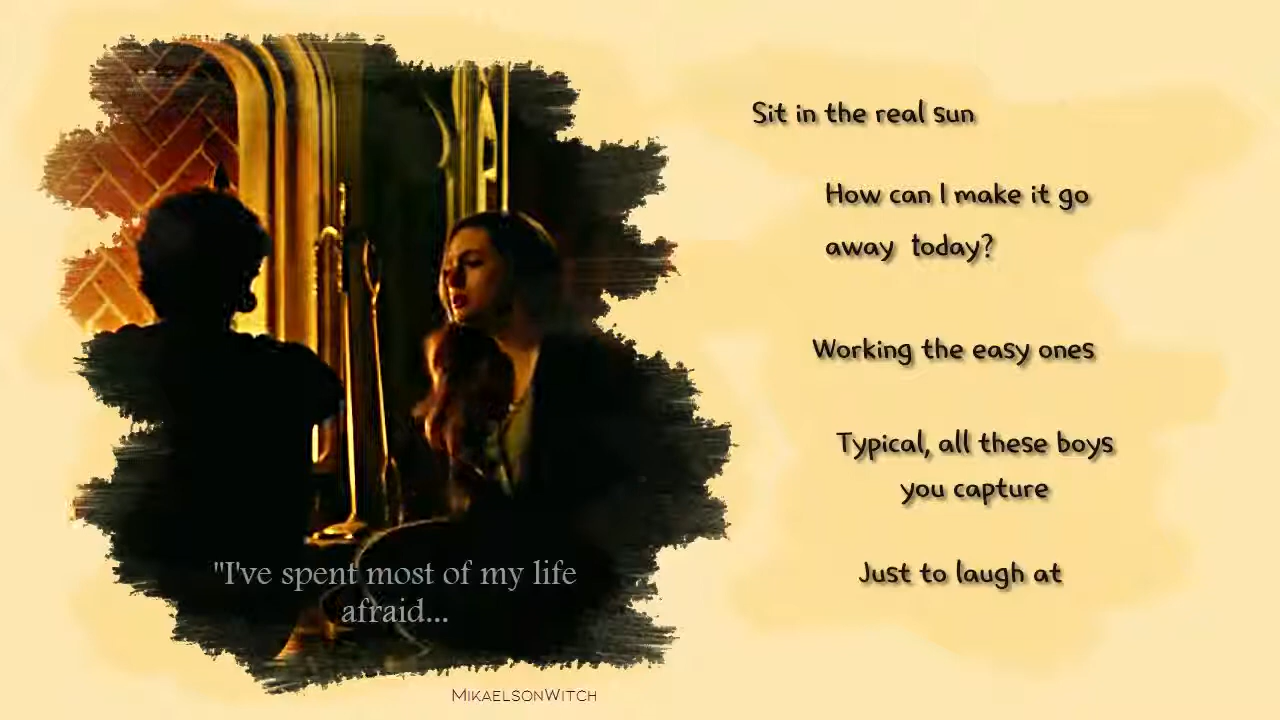 Sit in the real sun
How can I make it go
away today?
Working the easy ones
Typical, all these boys
you capture
Just to laugh at
"I've spent most of my life
afraid...
MIKAELSONWITCH